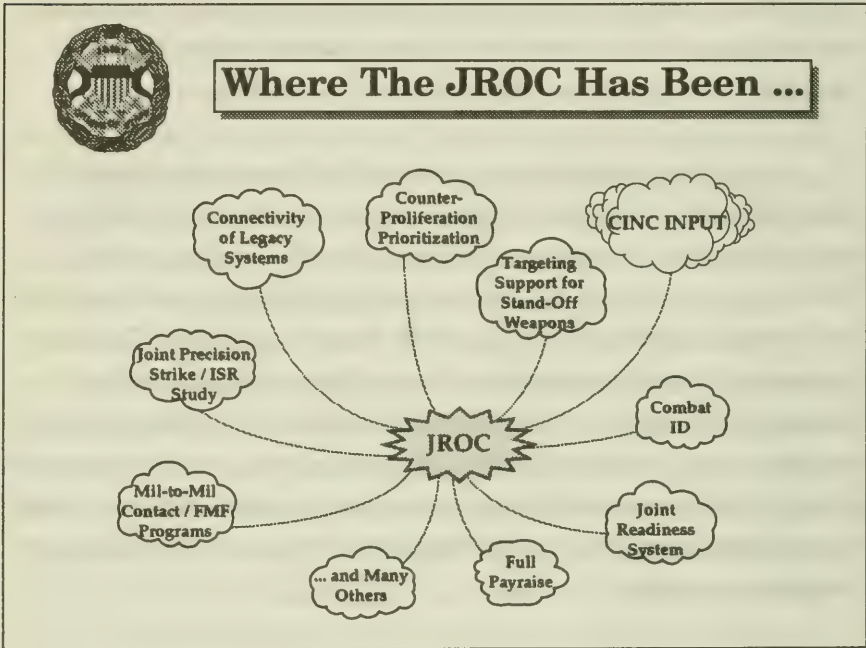 Where The JROC Has Been ...
Connectivity
of Legacy
Systems
Counter-
Proliferation
Prioritization
Targeting
Support for
Stand-Off
Weapons
CINC INPUT
Joint Precision
Strike / ISR
Study
Combat
ID
JROC
Mil-to-Mil
Contact / FMF
Programs
Joint
Readiness
System
... and Many
Others
Full
Payraise